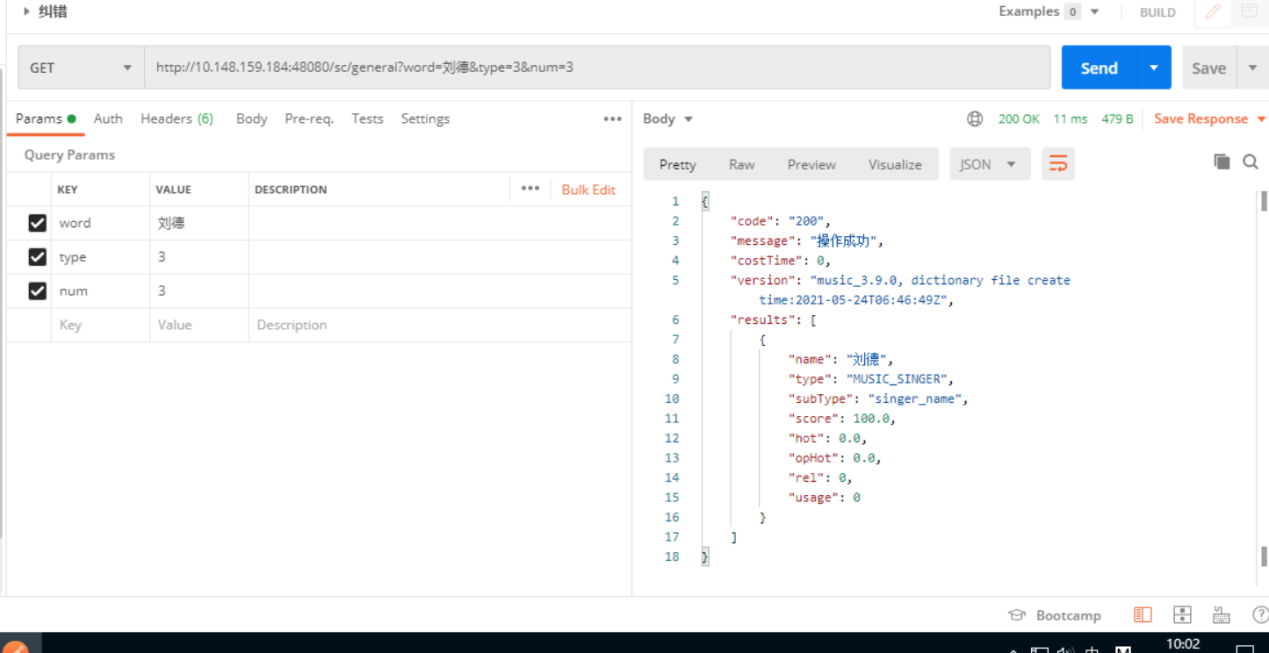 纠错
Examples 0
BUILD
GET
http://10.148.159.184:48080/sc/general?word=刘德&type=3&num=3
Send
Save
Params
Auth
Headers (6)
Body
Pre-req.
Tests
Settings
Query Params
KEY VALUE DESCRIPTION
Bulk Edit
word 刘德
type 3
num 3
Key Value Description
Body
200 OK 11 ms 479 B Save Response
Pretty Raw Preview Visualize JSON
1 {
2 "code": "200",
3 "message": "操作成功",
4 "costTime": 0,
5 "version": "music_3.9.0, dictionary file create
time:2021-05-24T06:46:49Z",
6 "results": [
7 {
8 "name": "刘德",
9 "type": "MUSIC_SINGER",
10 "subType": "singer_name",
11 "score": 100.0,
12 "hot": 0.0,
13 "opHot": 0.0,
14 "rel": 0,
15 "usage": 0
16 }
17 ]
18 }
Bootcamp
10:02